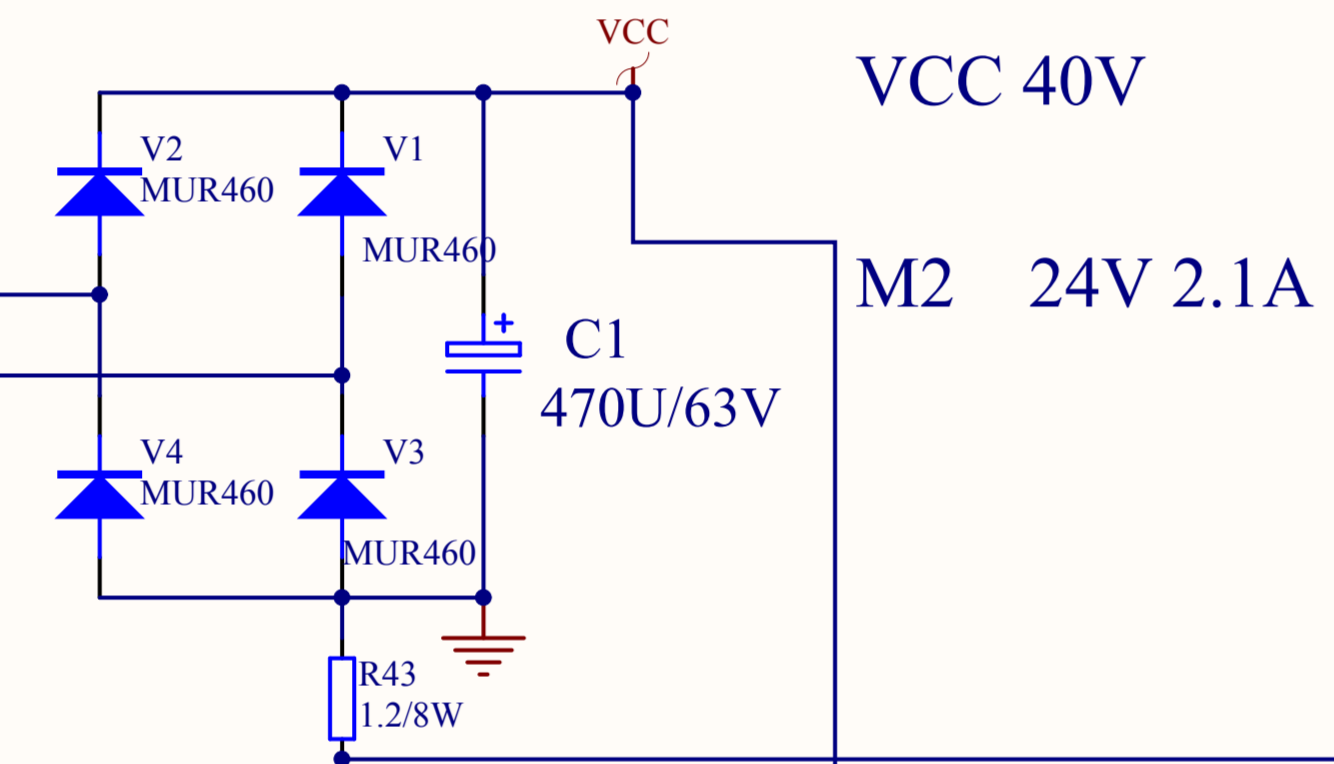 VCC
VCC 40V
V2
MUR460
V1
MUR460
M2 24V 2.1A
+
C1
470U/63V
V4
MUR460
V3
MUR460
R43
1.2/8W